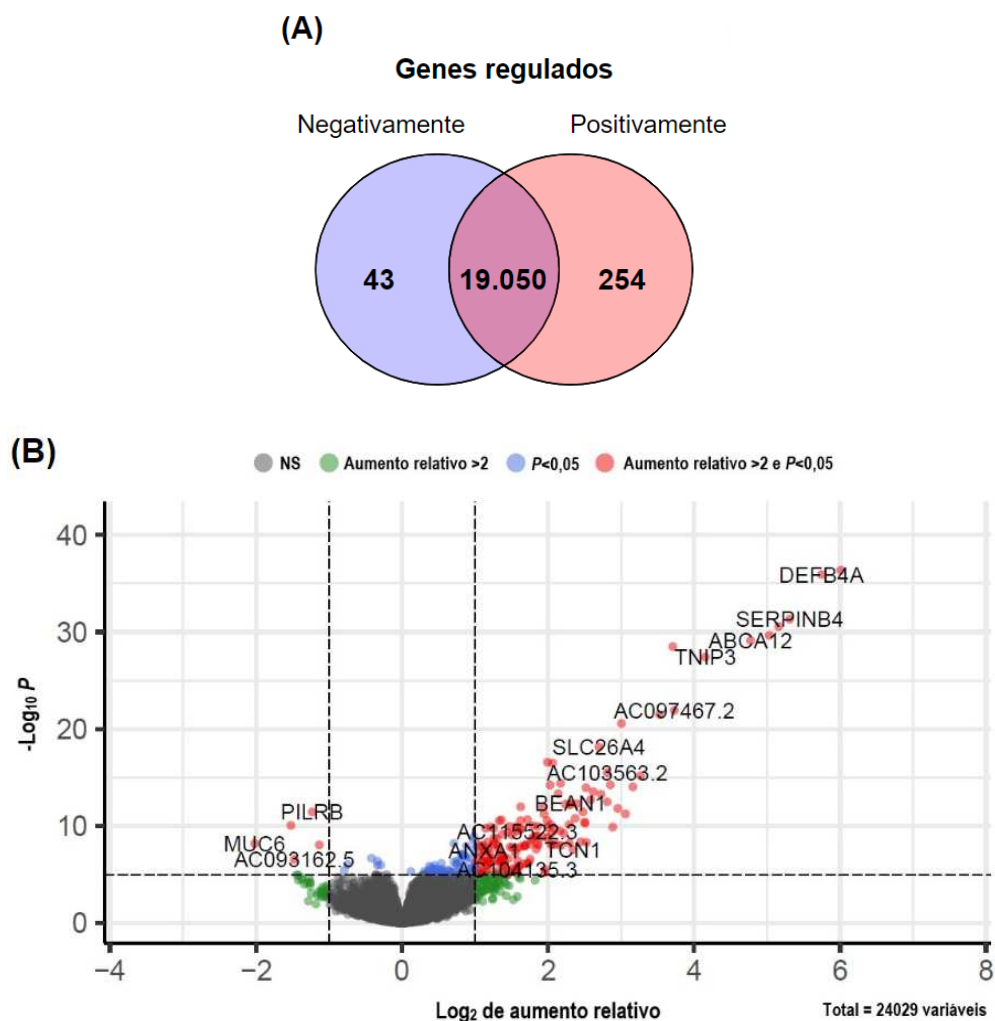 (A)
Genes regulados
Negativamente Positivamente
43 19.050 254
(B)
NS Aumento relativo >2 P<0,05 Aumento relativo >2 e P<0,05
40
DEFB4A
SERPINB4
30
ABCA12
TNIP3
AC097467.2
20
SLC26A4
AC103563.2
BEAN1
PILRB
10
AC115522.3
MUC6
ANXA1 TCN1
AC093162.5
AC104135.3
0
-Log10 P
−4 −2 0 2 4 6 8
Log2 de aumento relativo
Total = 24029 variáveis